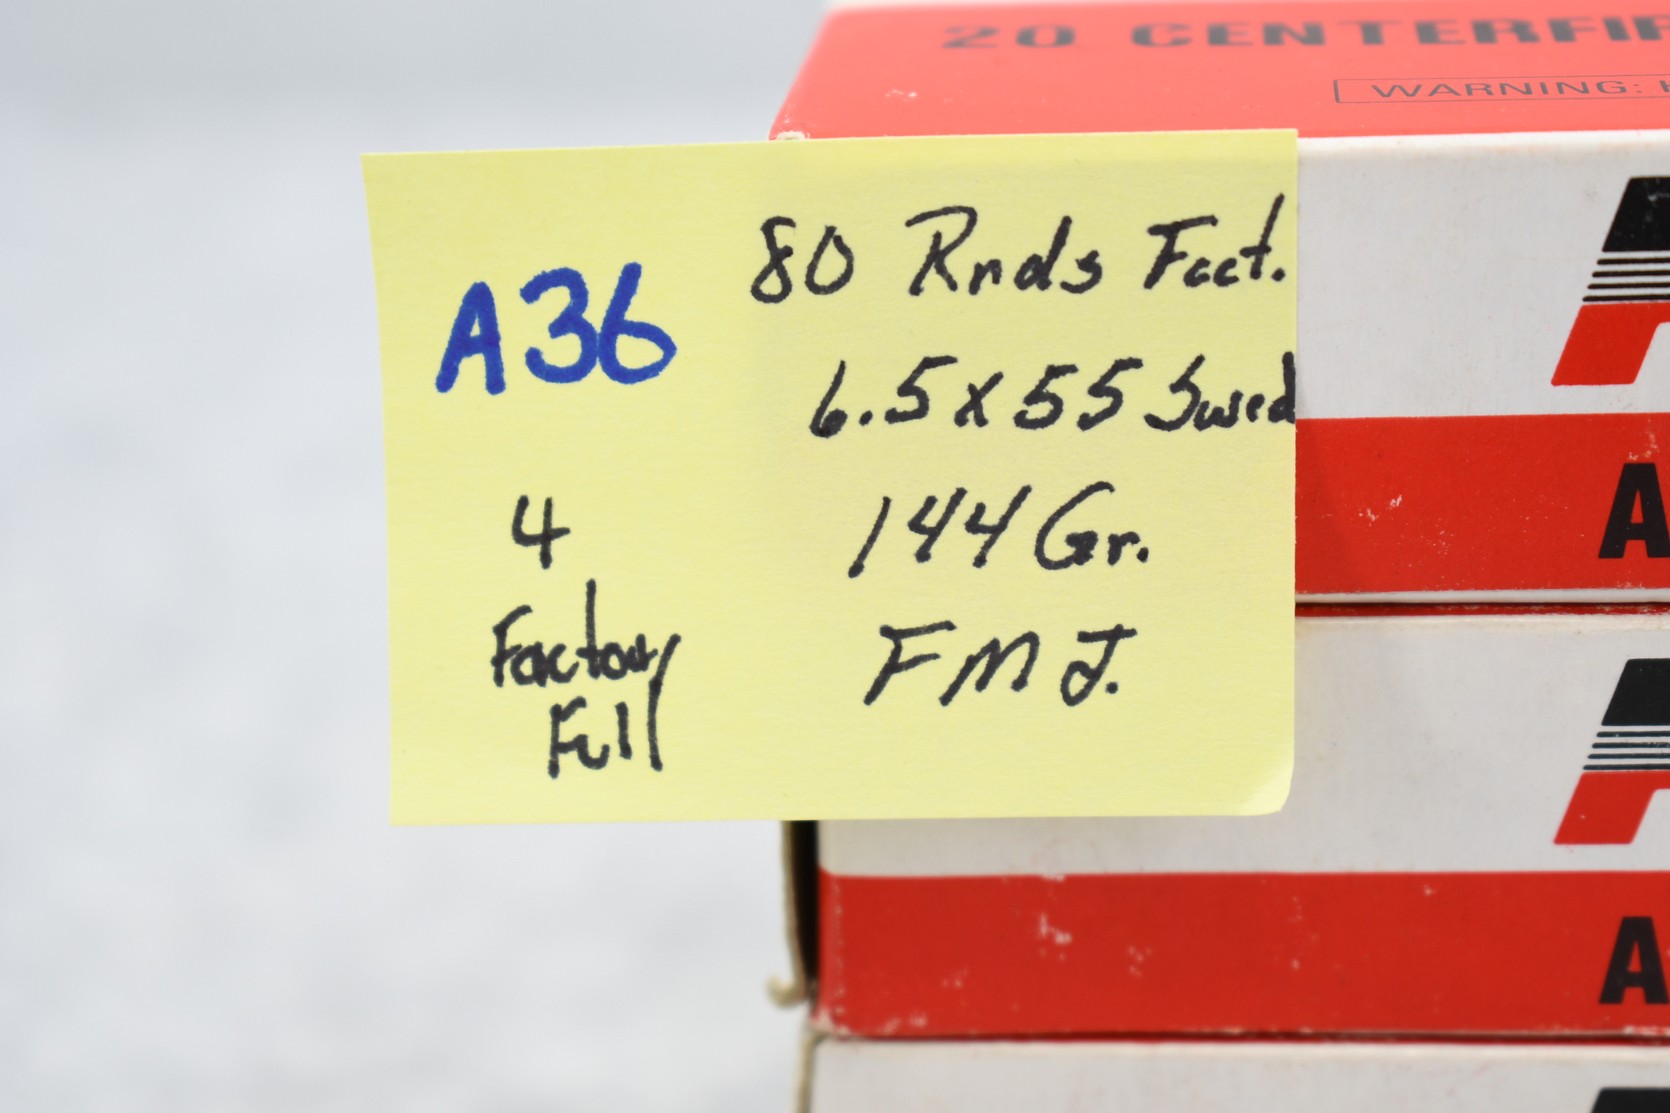 20 CENTERFI
WARNING:
A36
80 Rnds Fact.
6.5x55 Swed
144 Gr.
FMJ.
4
Factory
Full
A
A